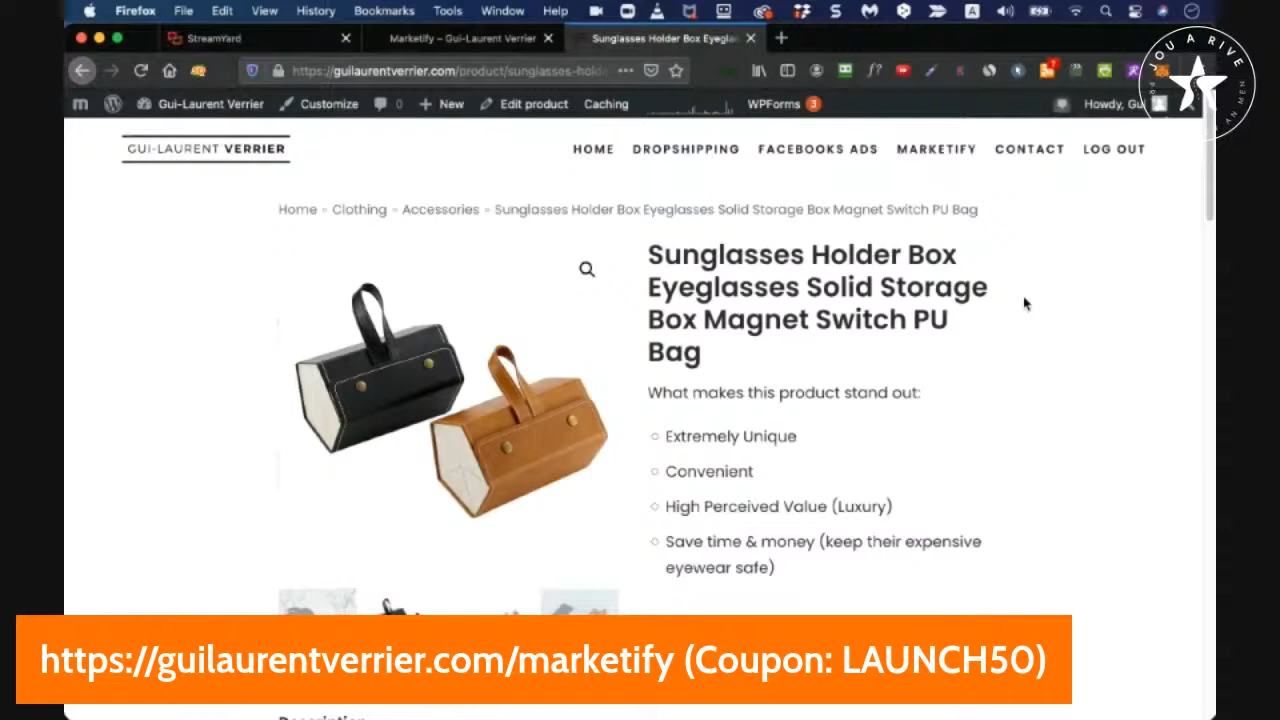 Firefox File Edit View History Bookmarks Tools Window Help
StreamYard
Marketify – Gui-Laurent Verrier
Sunglasses Holder Box Eyegla
https://guilaurentverrier.com/product/sunglasses-hold
Gui-Laurent Verrier Customize 0 New Edit product Caching WPForms 3 Howdy, Gui
GUI-LAURENT VERRIER
HOME DROPSHIPPING FACEBOOKS ADS MARKETIFY CONTACT LOG OUT
Home » Clothing » Accessories » Sunglasses Holder Box Eyeglasses Solid Storage Box Magnet Switch PU Bag
Sunglasses Holder Box
Eyeglasses Solid Storage
Box Magnet Switch PU
Bag
What makes this product stand out:
Extremely Unique
Convenient
High Perceived Value (Luxury)
Save time & money (keep their expensive
eyewear safe)
https://guilaurentverrier.com/marketify (Coupon: LAUNCH50)
Description